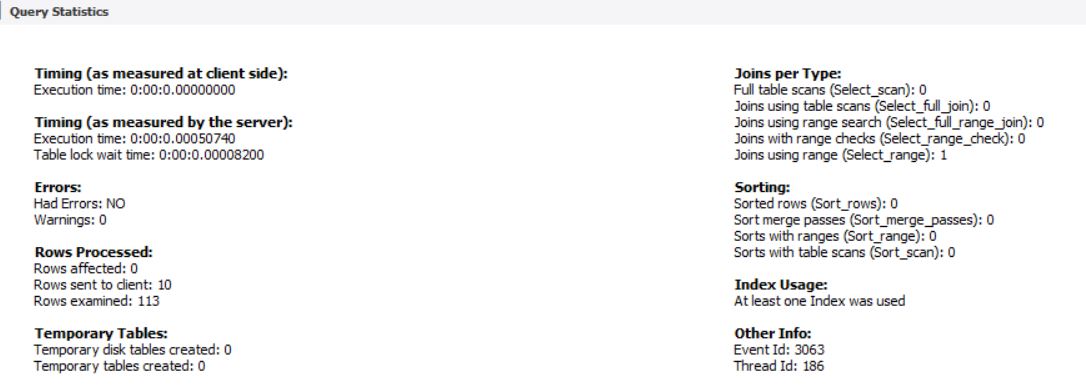 Query Statistics
Timing (as measured at client side):
Execution time: 0:00:0.00000000
Timing (as measured by the server):
Execution time: 0:00:0.00050740
Table lock wait time: 0:00:0.00008200
Errors:
Had Errors: NO
Warnings: 0
Rows Processed:
Rows affected: 0
Rows sent to client: 10
Rows examined: 113
Temporary Tables:
Temporary disk tables created: 0
Temporary tables created: 0
Joins per Type:
Full table scans (Select_scan): 0
Joins using table scans (Select_full_join): 0
Joins using range search (Select_full_range_join): 0
Joins with range checks (Select_range_check): 0
Joins using range (Select_range): 1
Sorting:
Sorted rows (Sort_rows): 0
Sort merge passes (Sort_merge_passes): 0
Sorts with ranges (Sort_range): 0
Sorts with table scans (Sort_scan): 0
Index Usage:
At least one Index was used
Other Info:
Event Id: 3063
Thread Id: 186